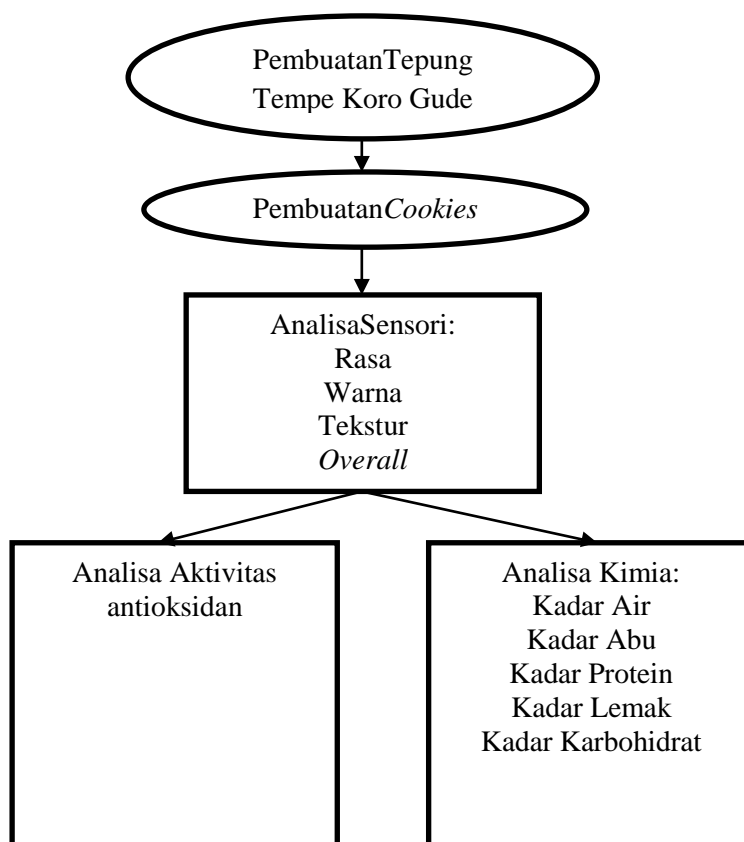 PembuatanTepung
Tempe Koro Gude
PembuatanCookies
AnalisaSensori:
Rasa
Warna
Tekstur
Overall
Analisa Aktivitas
antioksidan
Analisa Kimia:
Kadar Air
Kadar Abu
Kadar Protein
Kadar Lemak
Kadar Karbohidrat